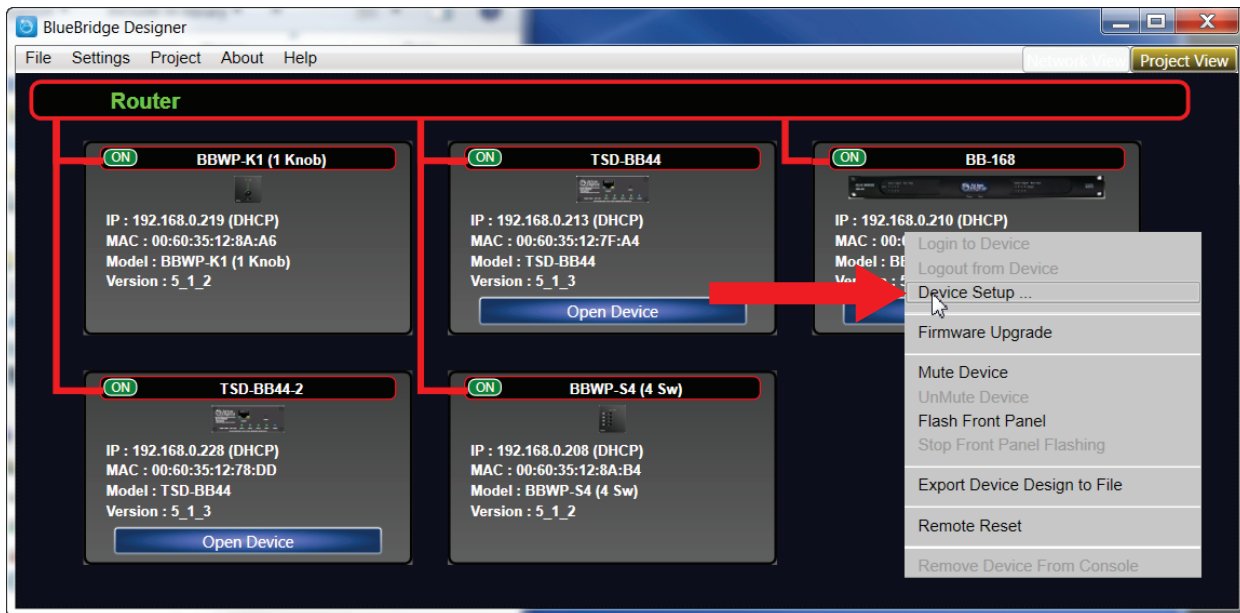 BlueBridge Designer
File Settings Project About Help
Network View Project View
Router
ON BBWP-K1 (1 Knob)
IP : 192.168.0.219 (DHCP)
MAC : 00:60:35:12:8A:A6
Model : BBWP-K1 (1 Knob)
Version : 5_1_2
ON TSD-BB44
IP : 192.168.0.213 (DHCP)
MAC : 00:60:35:12:7F:A4
Model : TSD-BB44
Version : 5_1_3
Open Device
ON BB-168
IP : 192.168.0.210 (DHCP)
MAC : 00:
Login to Device
Logout from Device
Device Setup ...
Firmware Upgrade
Mute Device
UnMute Device
Flash Front Panel
Stop Front Panel Flashing
Export Device Design to File
Remote Reset
Remove Device From Console
ON TSD-BB44-2
IP : 192.168.0.228 (DHCP)
MAC : 00:60:35:12:78:DD
Model : TSD-BB44
Version : 5_1_3
Open Device
ON BBWP-S4 (4 Sw)
IP : 192.168.0.208 (DHCP)
MAC : 00:60:35:12:8A:B4
Model : BBWP-S4 (4 Sw)
Version : 5_1_2